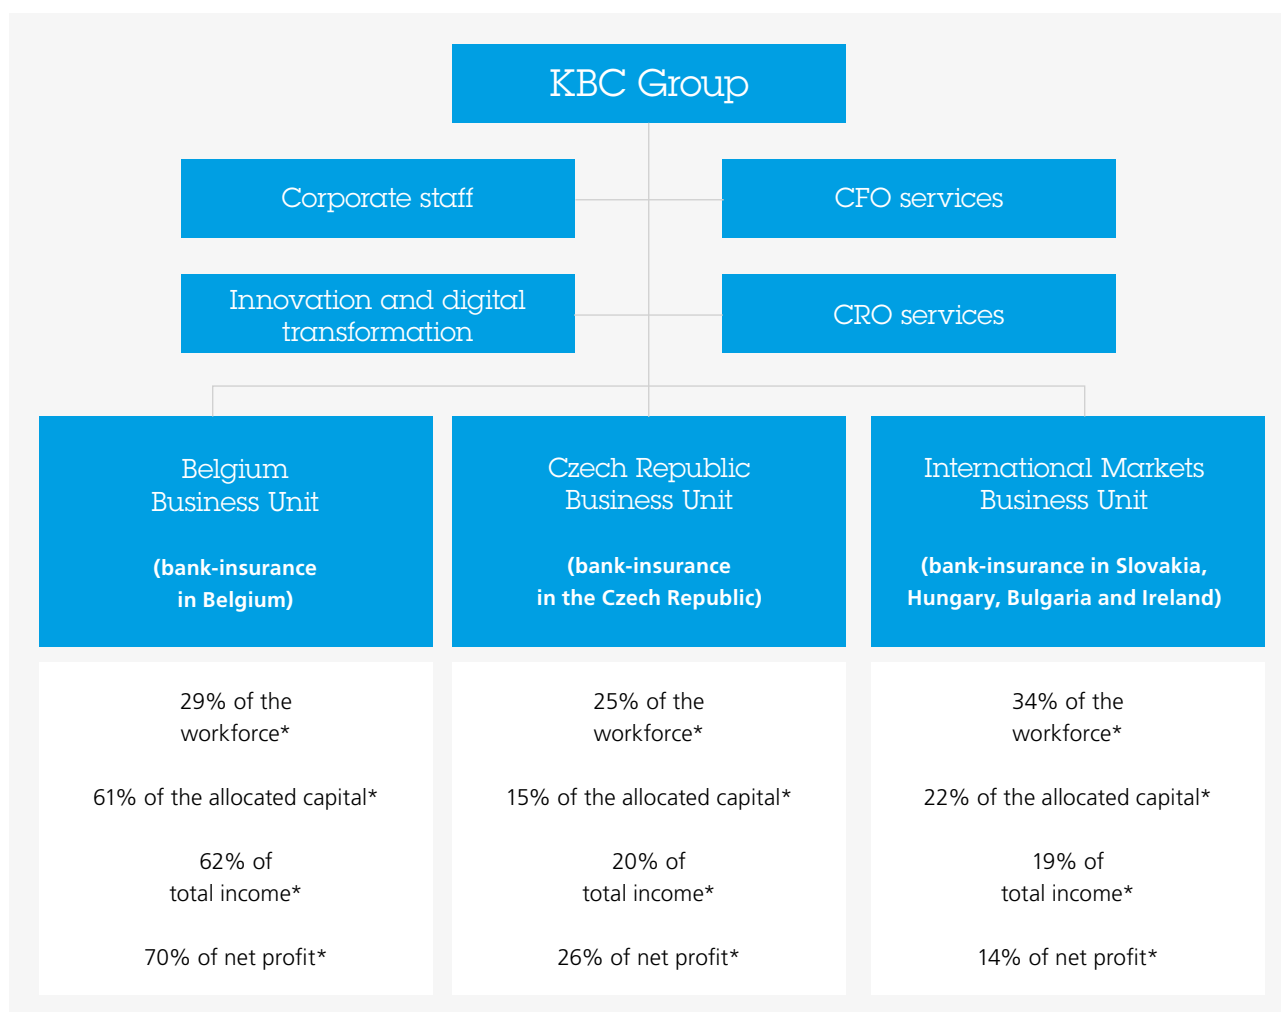 KBC Group
Corporate staff
CFO services
Innovation and digital
transformation
CRO services
Belgium
Business Unit
(bank-insurance
in Belgium)
Czech Republic
Business Unit
(bank-insurance
in the Czech Republic)
International Markets
Business Unit
(bank-insurance in Slovakia,
Hungary, Bulgaria and Ireland)
29% of the
workforce*
61% of the allocated capital*
62% of
total income*
70% of net profit*
25% of the
workforce*
15% of the allocated capital*
20% of
total income*
26% of net profit*
34% of the
workforce*
22% of the allocated capital*
19% of
total income*
14% of net profit*